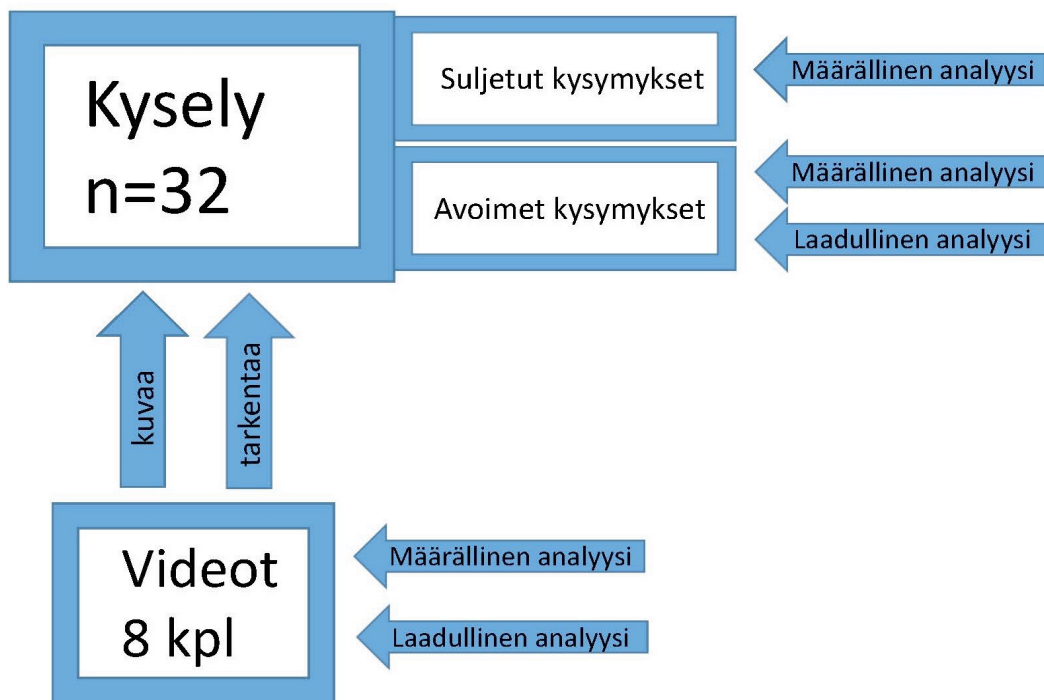 Kysely
n=32
Suljetut kysymykset
Määrällinen analyysi
Avoimet kysymykset
Määrällinen analyysi
Laadullinen analyysi
kuvaa
tarkentaa
Videot
8 kpl
Määrällinen analyysi
Laadullinen analyysi